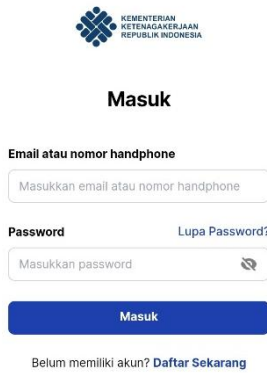 KEMENTERIAN
KETENAGAKERJAAN
REPUBLIK INDONESIA
Masuk
Email atau nomor handphone
Masukkan email atau nomor handphone
Password Lupa Password?
Masukkan password
Masuk
Belum memiliki akun? Daftar Sekarang